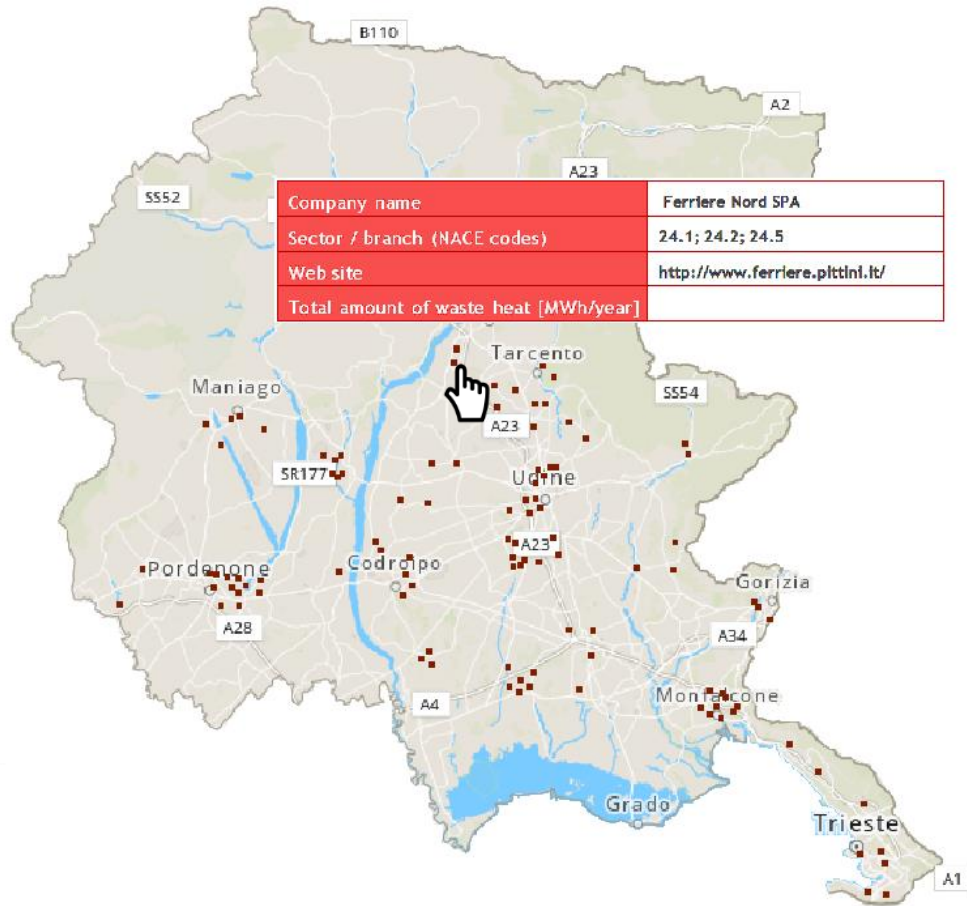 B110
A2
A23
SS52
Company name Ferriere Nord SPA
Sector / branch (NACE codes) 24.1; 24.2; 24.5
Web site http://www.ferriere.pittini.it/
Total amount of waste heat [MWh/year]
Tarcento
Maniago
SS54
A23
SR177
Udine
A23
Pordenone
Codroipo
Gorizia
A28
A34
Monfalcone
A4
Grado
Trieste
A1